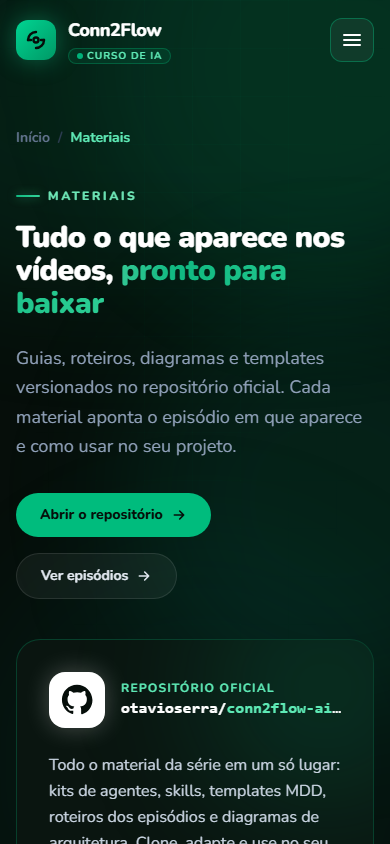 Conn2Flow
CURSO DE IA
Início / Materiais
MATERIAIS
Tudo o que aparece nos
vídeos, pronto para
baixar
Guias, roteiros, diagramas e templates
versionados no repositório oficial. Cada
material aponta o episódio em que aparece
e como usar no seu projeto.
Abrir o repositório →
Ver episódios →
REPOSITÓRIO OFICIAL
otavioserra/conn2flow-ai…
Todo o material da série em um só lugar:
kits de agentes, skills, templates MDD,
roteiros dos episódios e diagramas de
arquitetura. Clone, adapte e use no seu